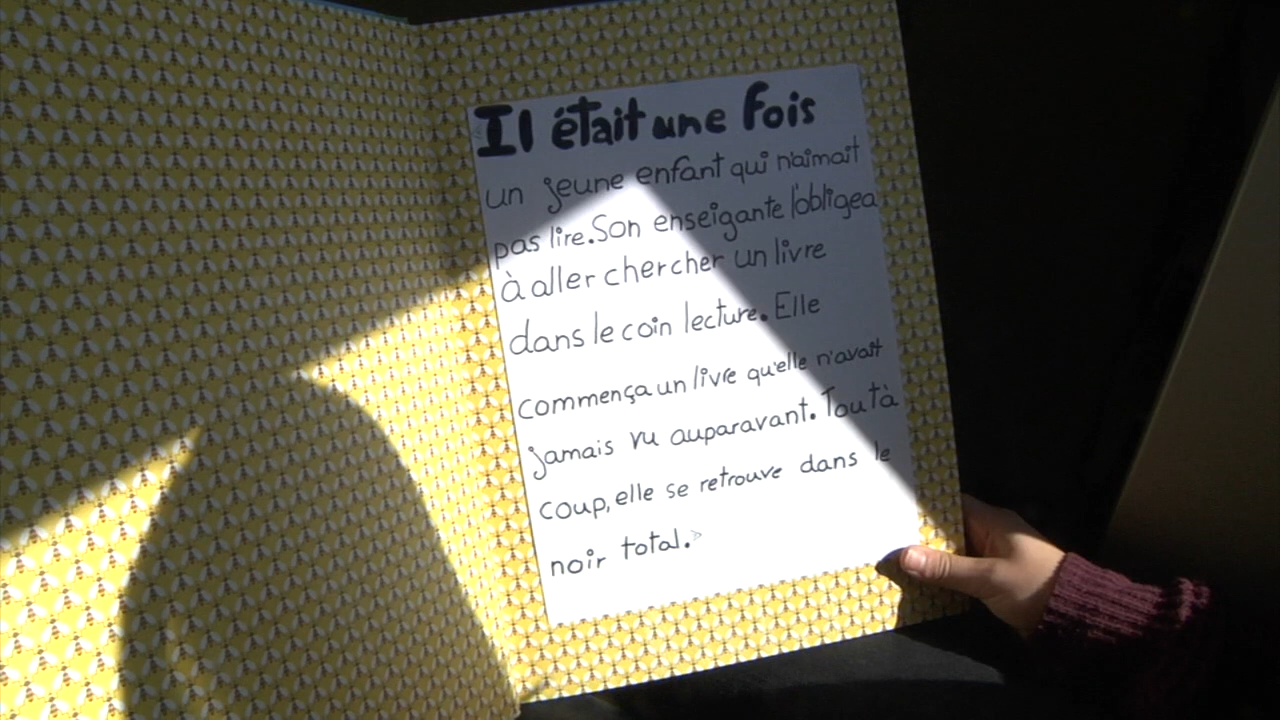 Il était une fois
un jeune enfant qui n'aimait
pas lire. Son enseigante l'obligea
à aller chercher un livre
dans le coin lecture. Elle
commença un livre qu'elle n'avait
jamais vu auparavant. Tout à
coup, elle se retrouve dans le
noir total.